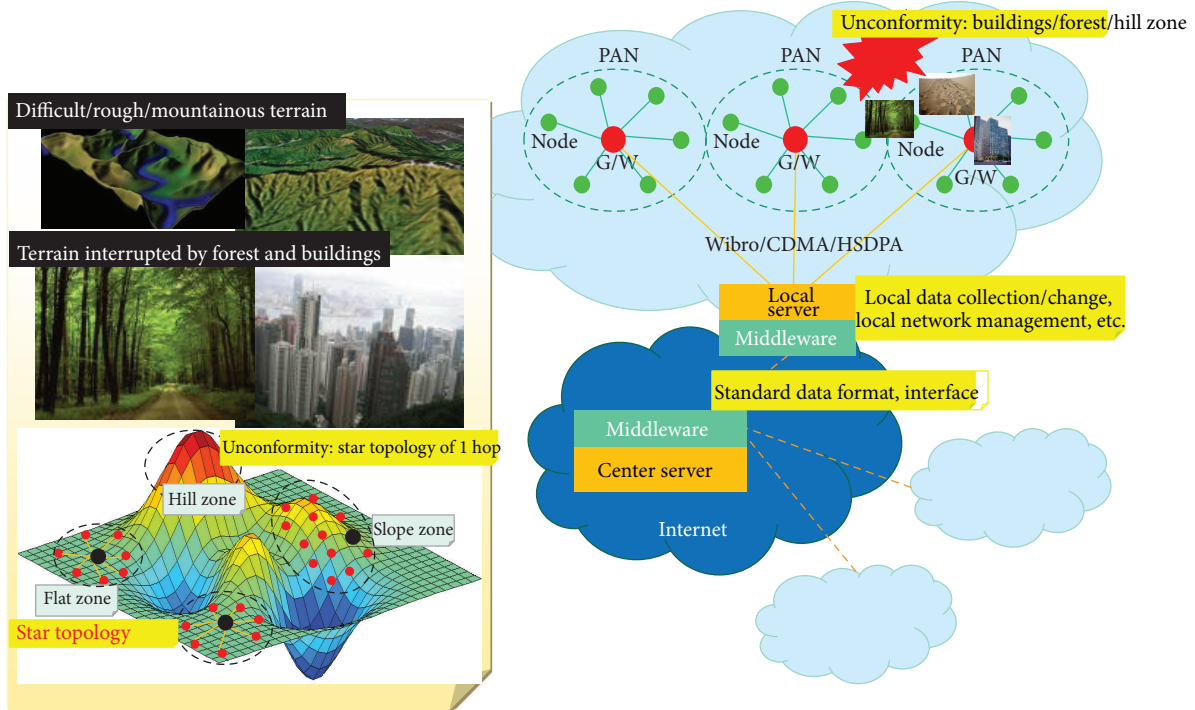 Difficult/rough/mountainous terrain
Terrain interrupted by forest and buildings
Unconformity: star topology of 1 hop
Hill zone
Slope zone
Flat zone
Star topology
Unconformity: buildings/forest/hill zone
PAN
PAN
PAN
Node
G/W
Node
G/W
Node
G/W
Wibro/CDMA/HSDPA
Local
server
Middleware
Local data collection/change,
local network management, etc.
Standard data format, interface
Middleware
Center server
Internet